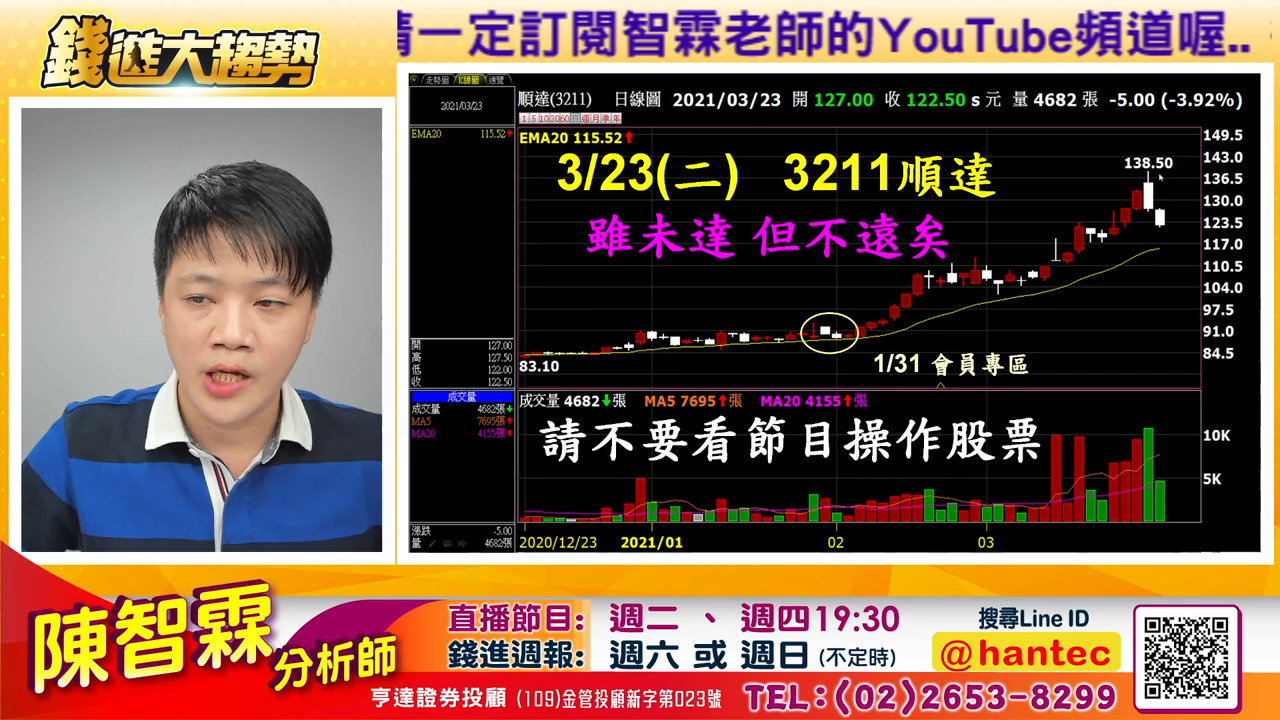 錢進大趨勢
請一定訂閱智霖老師的YouTube頻道喔..
走勢圖 K線圖 速覽
2021/03/23
順達(3211) 日線圖 2021/03/23 開 127.00 收 122.50 s 元 量 4682 張 -5.00 (-3.92%)
1 5 10 30 60 日 週 月 季 年
EMA20 115.52↑
EMA20 115.52↑
149.5
143.0
136.5
130.0
123.5
117.0
110.5
104.0
97.5
91.0
84.5
3/23(二) 3211順達
雖未達 但不遠矣
138.50
83.10
1/31 會員專區
開 127.00
高 127.50
低 122.00
收 122.50
成交量
成交量 4682張↓
MA5 7695張↑
MA20 4155張↑
成交量 4682↓張 MA5 7695↑張 MA20 4155↑張
請不要看節目操作股票
10K
5K
漲跌 -5.00
量 4682張
2020/12/23 2021/01 02 03
陳智霖
分析師
直播節目: 週二 、 週四19:30
錢進週報: 週六 或 週日 (不定時)
搜尋Line ID
@hantec
亨達證券投顧 (109)金管投顧新字第023號
TEL:(02)2653-8299